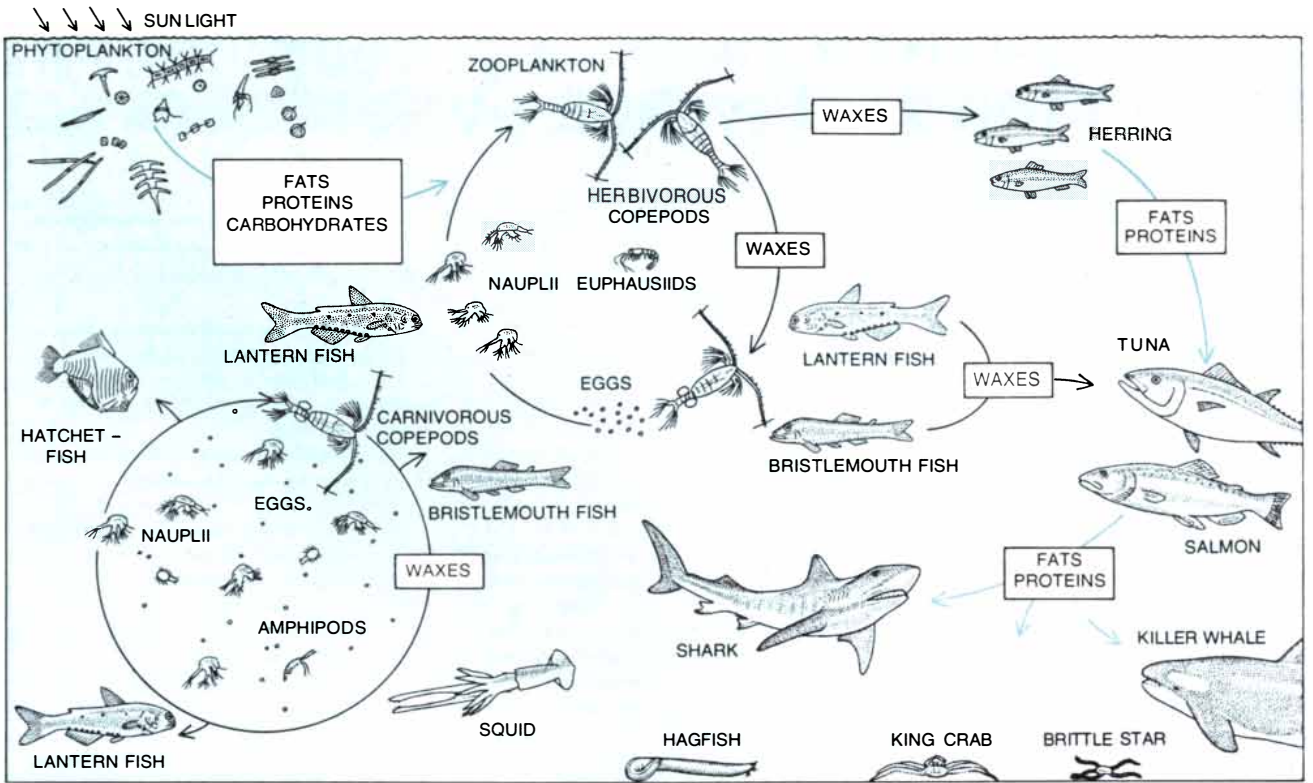 SUNLIGHT
PHYTOPLANKTON
ZOOPLANKTON
WAXES
HERRING
FATS
PROTEINS
CARBOHYDRATES
HERBIVOROUS
COPEPODS
FATS
PROTEINS
WAXES
NAUPLII
EUPHAUSIIDS
LANTERN FISH
LANTERN FISH
TUNA
WAXES
EGGS
HATCHET-
FISH
CARNIVOROUS
COPEPODS
BRISTLEMOUTH FISH
EGGS.
BRISTLEMOUTH FISH
NAUPLII
SALMON
WAXES
FATS
PROTEINS
AMPHIPODS
SHARK
KILLER WHALE
SQUID
LANTERN FISH
HAGFISH
KING CRAB
BRITTLE STAR